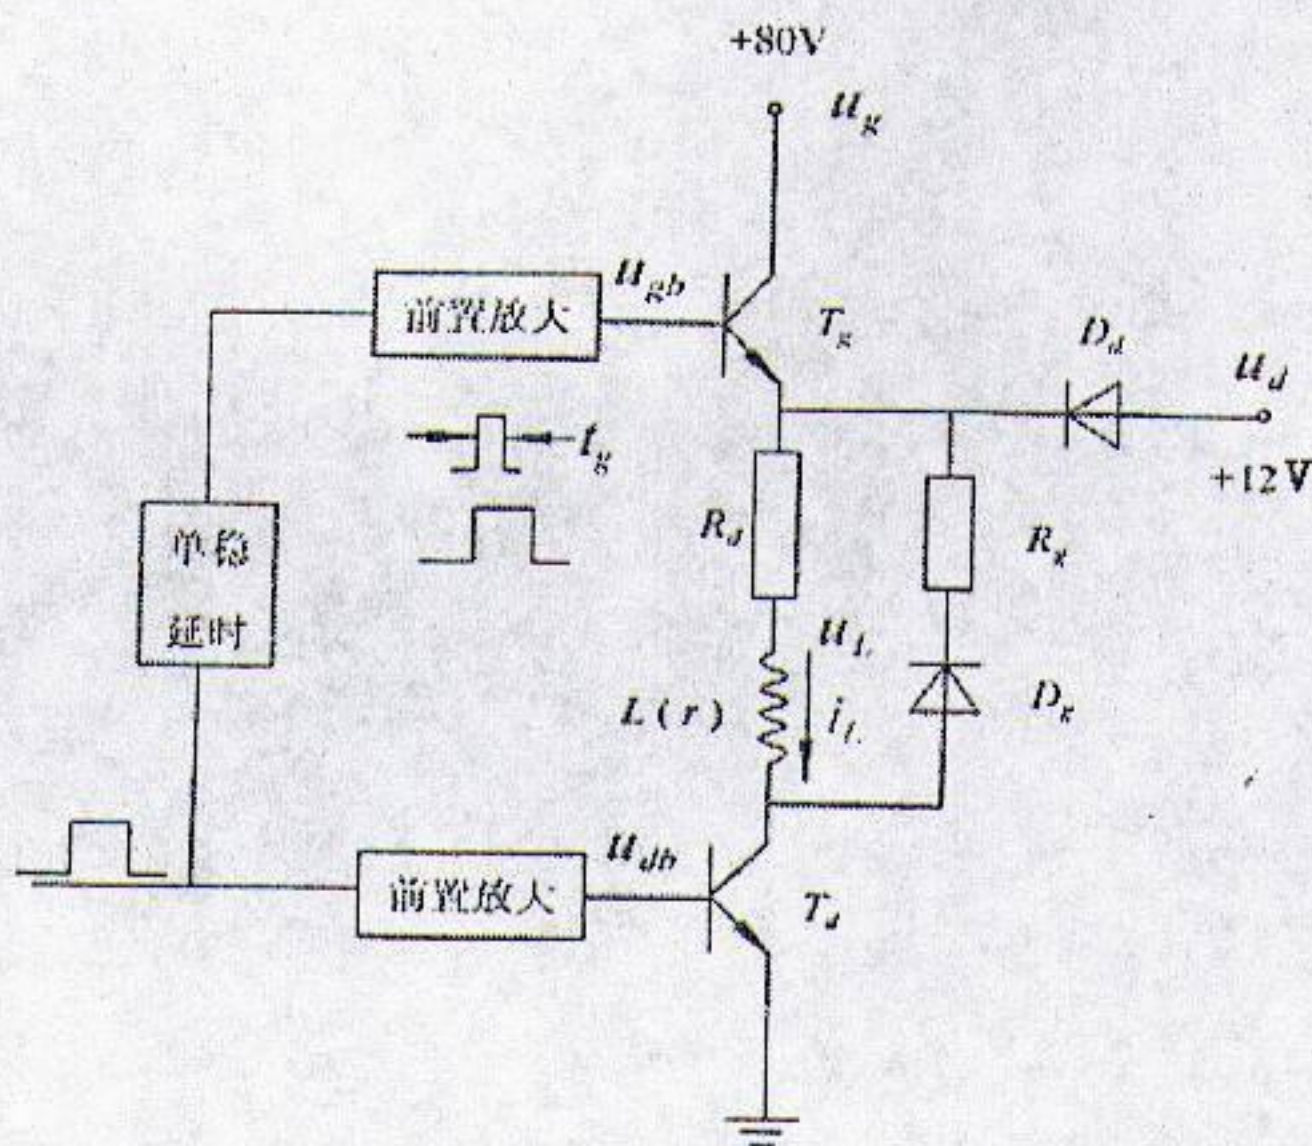 +80V
u_g
前置放大
u_gb
T_g
D_d
u_d
+12V
t_g
R_d
R_g
单稳
延时
u_L
L(r)
i_L
D_g
前置放大
u_db
T_d